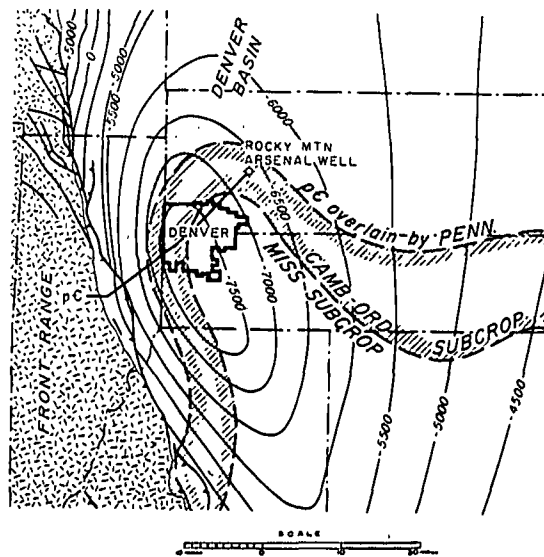 -5000
0
-5000
-5500
DENVER
BASIN
-6000
ROCKY MTN
ARSENAL WELL
-6500
pC overlain by PENN.
DENVER
CAMB-ORD
SUBCROP
MISS SUBCROP
-7000
-7500
pC
FRONT RANGE
-5500
-5000
-4500
SCALE
0